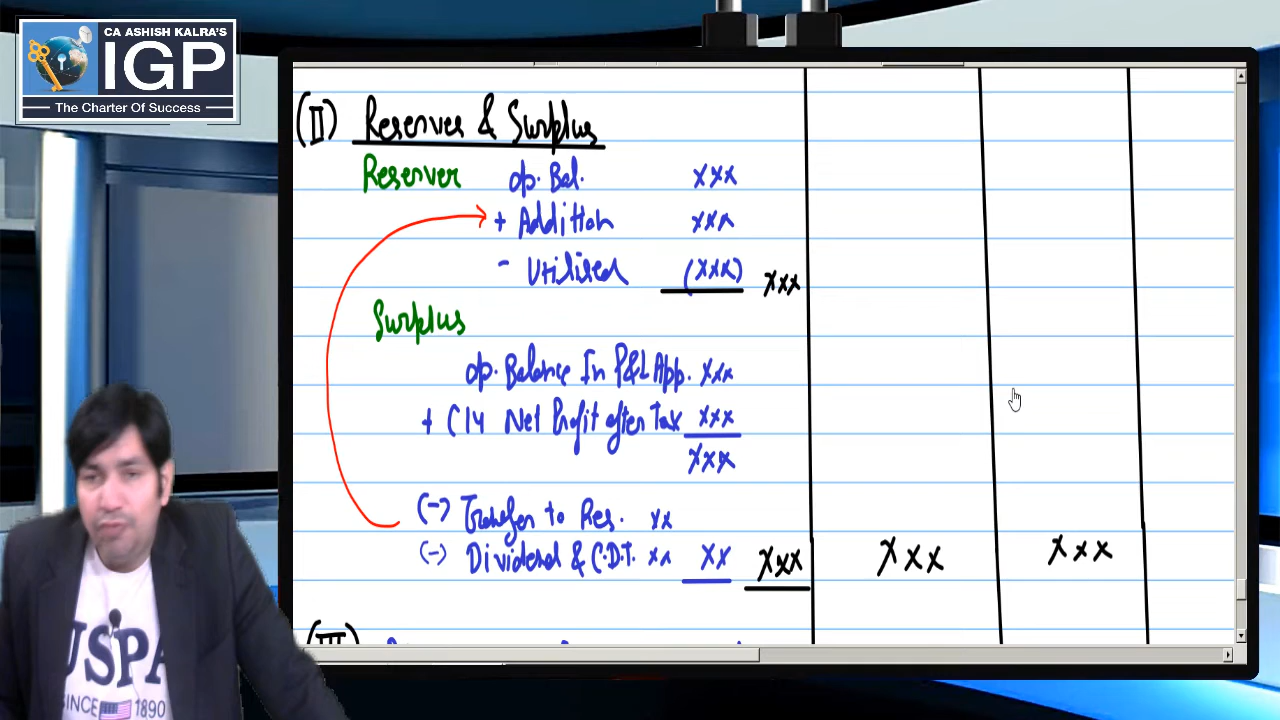 CA ASHISH KALRA'S
IGP
The Charter Of Success
(II) Reserves & Surplus
Reserves op. Bal. xxx
+ Addition xxx
- Utilised (xxx) xxx
Surplus
op. Balance In P&L App. xxx
+ C/Y Net Profit after Tax xxx
xxx
(-) Transfer to Res. xx
(-) Dividend & C.D.T. xx xx xxx xxx xxx
(III)
USPA
SINCE 1890